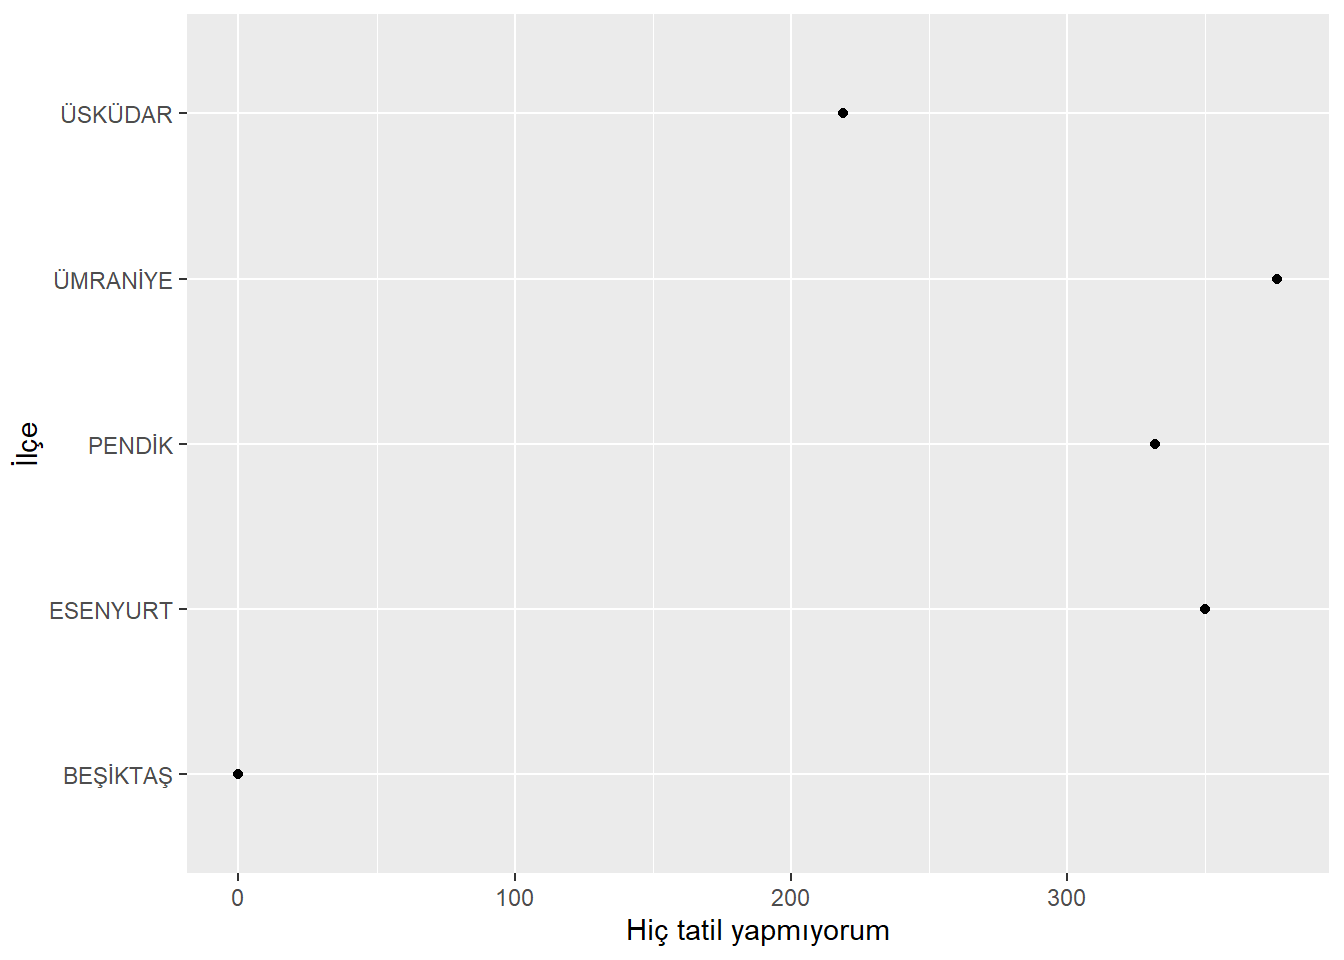 ÜSKÜDAR
ÜMRANİYE
PENDİK
ESENYURT
BEŞİKTAŞ
İlçe
0 100 200 300
Hiç tatil yapmıyorum